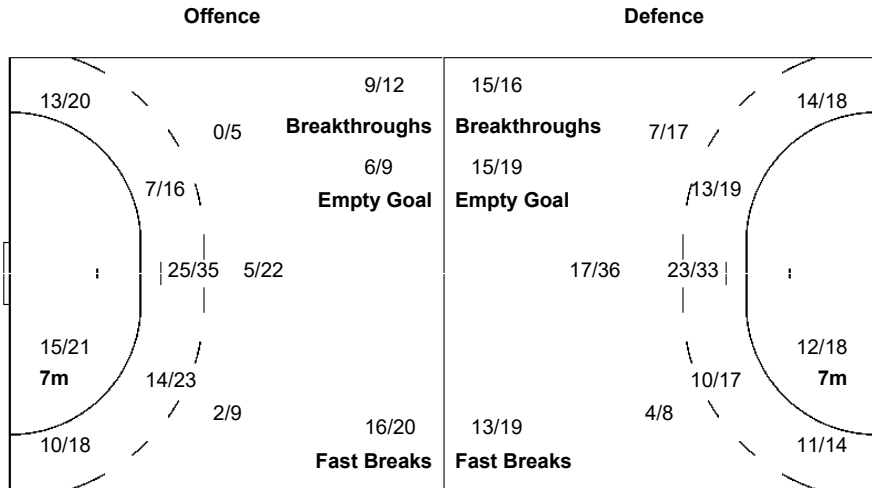 Offence Defence
9/12 15/16
13/20 14/18
Breakthroughs Breakthroughs
0/5 7/17
6/9 15/19
7/16 13/19
Empty Goal Empty Goal
25/35 5/22 17/36 23/33
15/21 12/18
7m 7m
14/23 10/17
2/9 4/8
16/20 13/19
10/18 11/14
Fast Breaks Fast Breaks